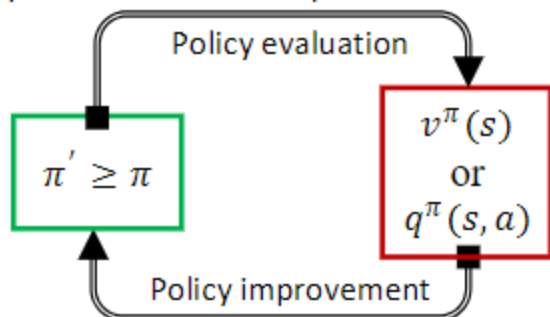 Policy evaluation
π′ ≥ π
v^π(s)
or
q^π(s, a)
Policy improvement